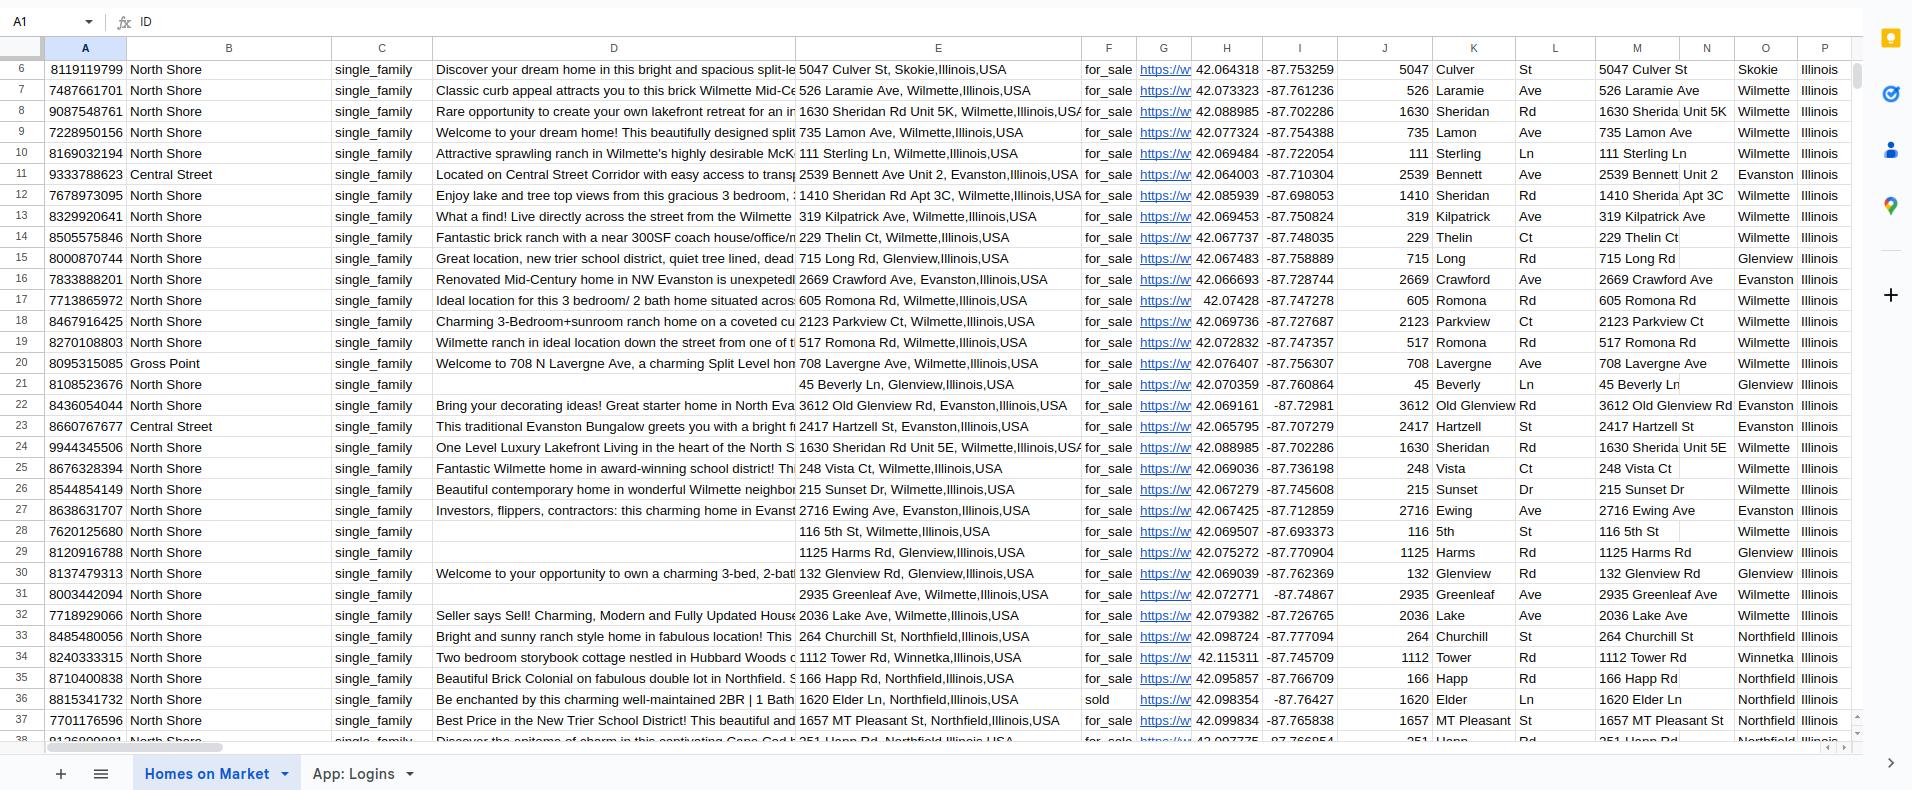 A1 ID
A B C D E F G H I J K L M N O P
6 8119119799 North Shore single_family Discover your dream home in this bright and spacious split-le 5047 Culver St, Skokie,Illinois,USA for_sale https://w 42.064318 -87.753259 5047 Culver St 5047 Culver St Skokie Illinois
7 7487661701 North Shore single_family Classic curb appeal attracts you to this brick Wilmette Mid-Ce 526 Laramie Ave, Wilmette,Illinois,USA for_sale https://w 42.073323 -87.761236 526 Laramie Ave 526 Laramie Ave Wilmette Illinois
8 9087548761 North Shore single_family Rare opportunity to create your own lakefront retreat for an in 1630 Sheridan Rd Unit 5K, Wilmette,Illinois,USA for_sale https://w 42.088985 -87.702286 1630 Sheridan Rd 1630 Sherida Unit 5K Wilmette Illinois
9 7228950156 North Shore single_family Welcome to your dream home! This beautifully designed split 735 Lamon Ave, Wilmette,Illinois,USA for_sale https://w 42.077324 -87.754388 735 Lamon Ave 735 Lamon Ave Wilmette Illinois
10 8169032194 North Shore single_family Attractive sprawling ranch in Wilmette's highly desirable McK 111 Sterling Ln, Wilmette,Illinois,USA for_sale https://w 42.069484 -87.722054 111 Sterling Ln 111 Sterling Ln Wilmette Illinois
11 9333788623 Central Street single_family Located on Central Street Corridor with easy access to transp 2539 Bennett Ave Unit 2, Evanston,Illinois,USA for_sale https://w 42.064003 -87.710304 2539 Bennett Ave 2539 Bennett Unit 2 Evanston Illinois
12 7678973095 North Shore single_family Enjoy lake and tree top views from this gracious 3 bedroom, 1410 Sheridan Rd Apt 3C, Wilmette,Illinois,USA for_sale https://w 42.085939 -87.698053 1410 Sheridan Rd 1410 Sherida Apt 3C Wilmette Illinois
13 8329920641 North Shore single_family What a find! Live directly across the street from the Wilmette 319 Kilpatrick Ave, Wilmette,Illinois,USA for_sale https://w 42.069453 -87.750824 319 Kilpatrick Ave 319 Kilpatrick Ave Wilmette Illinois
14 8505575846 North Shore single_family Fantastic brick ranch with a near 300SF coach house/office/n 229 Thelin Ct, Wilmette,Illinois,USA for_sale https://w 42.067737 -87.748035 229 Thelin Ct 229 Thelin Ct Wilmette Illinois
15 8000870744 North Shore single_family Great location, new trier school district, quiet tree lined, dead 715 Long Rd, Glenview,Illinois,USA for_sale https://w 42.067483 -87.758889 715 Long Rd 715 Long Rd Glenview Illinois
16 7833888201 North Shore single_family Renovated Mid-Century home in NW Evanston is unexpetedl 2669 Crawford Ave, Evanston,Illinois,USA for_sale https://w 42.066693 -87.728744 2669 Crawford Ave 2669 Crawford Ave Evanston Illinois
17 7713865972 North Shore single_family Ideal location for this 3 bedroom/ 2 bath home situated acros 605 Romona Rd, Wilmette,Illinois,USA for_sale https://w 42.07428 -87.747278 605 Romona Rd 605 Romona Rd Wilmette Illinois
18 8467916425 North Shore single_family Charming 3-Bedroom+sunroom ranch home on a coveted cu 2123 Parkview Ct, Wilmette,Illinois,USA for_sale https://w 42.069736 -87.727687 2123 Parkview Ct 2123 Parkview Ct Wilmette Illinois
19 8270108803 North Shore single_family Wilmette ranch in ideal location down the street from one of t 517 Romona Rd, Wilmette,Illinois,USA for_sale https://w 42.072832 -87.747357 517 Romona Rd 517 Romona Rd Wilmette Illinois
20 8095315085 Gross Point single_family Welcome to 708 N Lavergne Ave, a charming Split Level hom 708 Lavergne Ave, Wilmette,Illinois,USA for_sale https://w 42.076407 -87.756307 708 Lavergne Ave 708 Lavergne Ave Wilmette Illinois
21 8108523676 North Shore single_family 45 Beverly Ln, Glenview,Illinois,USA for_sale https://w 42.070359 -87.760864 45 Beverly Ln 45 Beverly Ln Glenview Illinois
22 8436054044 North Shore single_family Bring your decorating ideas! Great starter home in North Eva 3612 Old Glenview Rd, Evanston,Illinois,USA for_sale https://w 42.069161 -87.72981 3612 Old Glenview Rd 3612 Old Glenview Rd Evanston Illinois
23 8660767677 Central Street single_family This traditional Evanston Bungalow greets you with a bright f 2417 Hartzell St, Evanston,Illinois,USA for_sale https://w 42.065795 -87.707279 2417 Hartzell St 2417 Hartzell St Evanston Illinois
24 9944345506 North Shore single_family One Level Luxury Lakefront Living in the heart of the North S 1630 Sheridan Rd Unit 5E, Wilmette,Illinois,USA for_sale https://w 42.088985 -87.702286 1630 Sheridan Rd 1630 Sherida Unit 5E Wilmette Illinois
25 8676328394 North Shore single_family Fantastic Wilmette home in award-winning school district! Thi 248 Vista Ct, Wilmette,Illinois,USA for_sale https://w 42.069036 -87.736198 248 Vista Ct 248 Vista Ct Wilmette Illinois
26 8544854149 North Shore single_family Beautiful contemporary home in wonderful Wilmette neighbor 215 Sunset Dr, Wilmette,Illinois,USA for_sale https://w 42.067279 -87.745608 215 Sunset Dr 215 Sunset Dr Wilmette Illinois
27 8638631707 North Shore single_family Investors, flippers, contractors: this charming home in Evanst 2716 Ewing Ave, Evanston,Illinois,USA for_sale https://w 42.067425 -87.712859 2716 Ewing Ave 2716 Ewing Ave Evanston Illinois
28 7620125680 North Shore single_family 116 5th St, Wilmette,Illinois,USA for_sale https://w 42.069507 -87.693373 116 5th St 116 5th St Wilmette Illinois
29 8120916788 North Shore single_family 1125 Harms Rd, Glenview,Illinois,USA for_sale https://w 42.075272 -87.770904 1125 Harms Rd 1125 Harms Rd Glenview Illinois
30 8137479313 North Shore single_family Welcome to your opportunity to own a charming 3-bed, 2-bat 132 Glenview Rd, Glenview,Illinois,USA for_sale https://w 42.069039 -87.762369 132 Glenview Rd 132 Glenview Rd Glenview Illinois
31 8003442094 North Shore single_family 2935 Greenleaf Ave, Wilmette,Illinois,USA for_sale https://w 42.072771 -87.74867 2935 Greenleaf Ave 2935 Greenleaf Ave Wilmette Illinois
32 7718929066 North Shore single_family Seller says Sell! Charming, Modern and Fully Updated House 2036 Lake Ave, Wilmette,Illinois,USA for_sale https://w 42.079382 -87.726765 2036 Lake Ave 2036 Lake Ave Wilmette Illinois
33 8485480056 North Shore single_family Bright and sunny ranch style home in fabulous location! This 264 Churchill St, Northfield,Illinois,USA for_sale https://w 42.098724 -87.777094 264 Churchill St 264 Churchill St Northfield Illinois
34 8240333315 North Shore single_family Two bedroom storybook cottage nestled in Hubbard Woods c 1112 Tower Rd, Winnetka,Illinois,USA for_sale https://w 42.115311 -87.745709 1112 Tower Rd 1112 Tower Rd Winnetka Illinois
35 8710400838 North Shore single_family Beautiful Brick Colonial on fabulous double lot in Northfield. S 166 Happ Rd, Northfield,Illinois,USA for_sale https://w 42.095857 -87.766709 166 Happ Rd 166 Happ Rd Northfield Illinois
36 8815341732 North Shore single_family Be enchanted by this charming well-maintained 2BR | 1 Bath 1620 Elder Ln, Northfield,Illinois,USA sold https://w 42.098354 -87.76427 1620 Elder Ln 1620 Elder Ln Northfield Illinois
37 7701176596 North Shore single_family Best Price in the New Trier School District! This beautiful and 1657 MT Pleasant St, Northfield,Illinois,USA for_sale https://w 42.099834 -87.765838 1657 MT Pleasant St 1657 MT Pleasant St Northfield Illinois
Homes on Market App: Logins